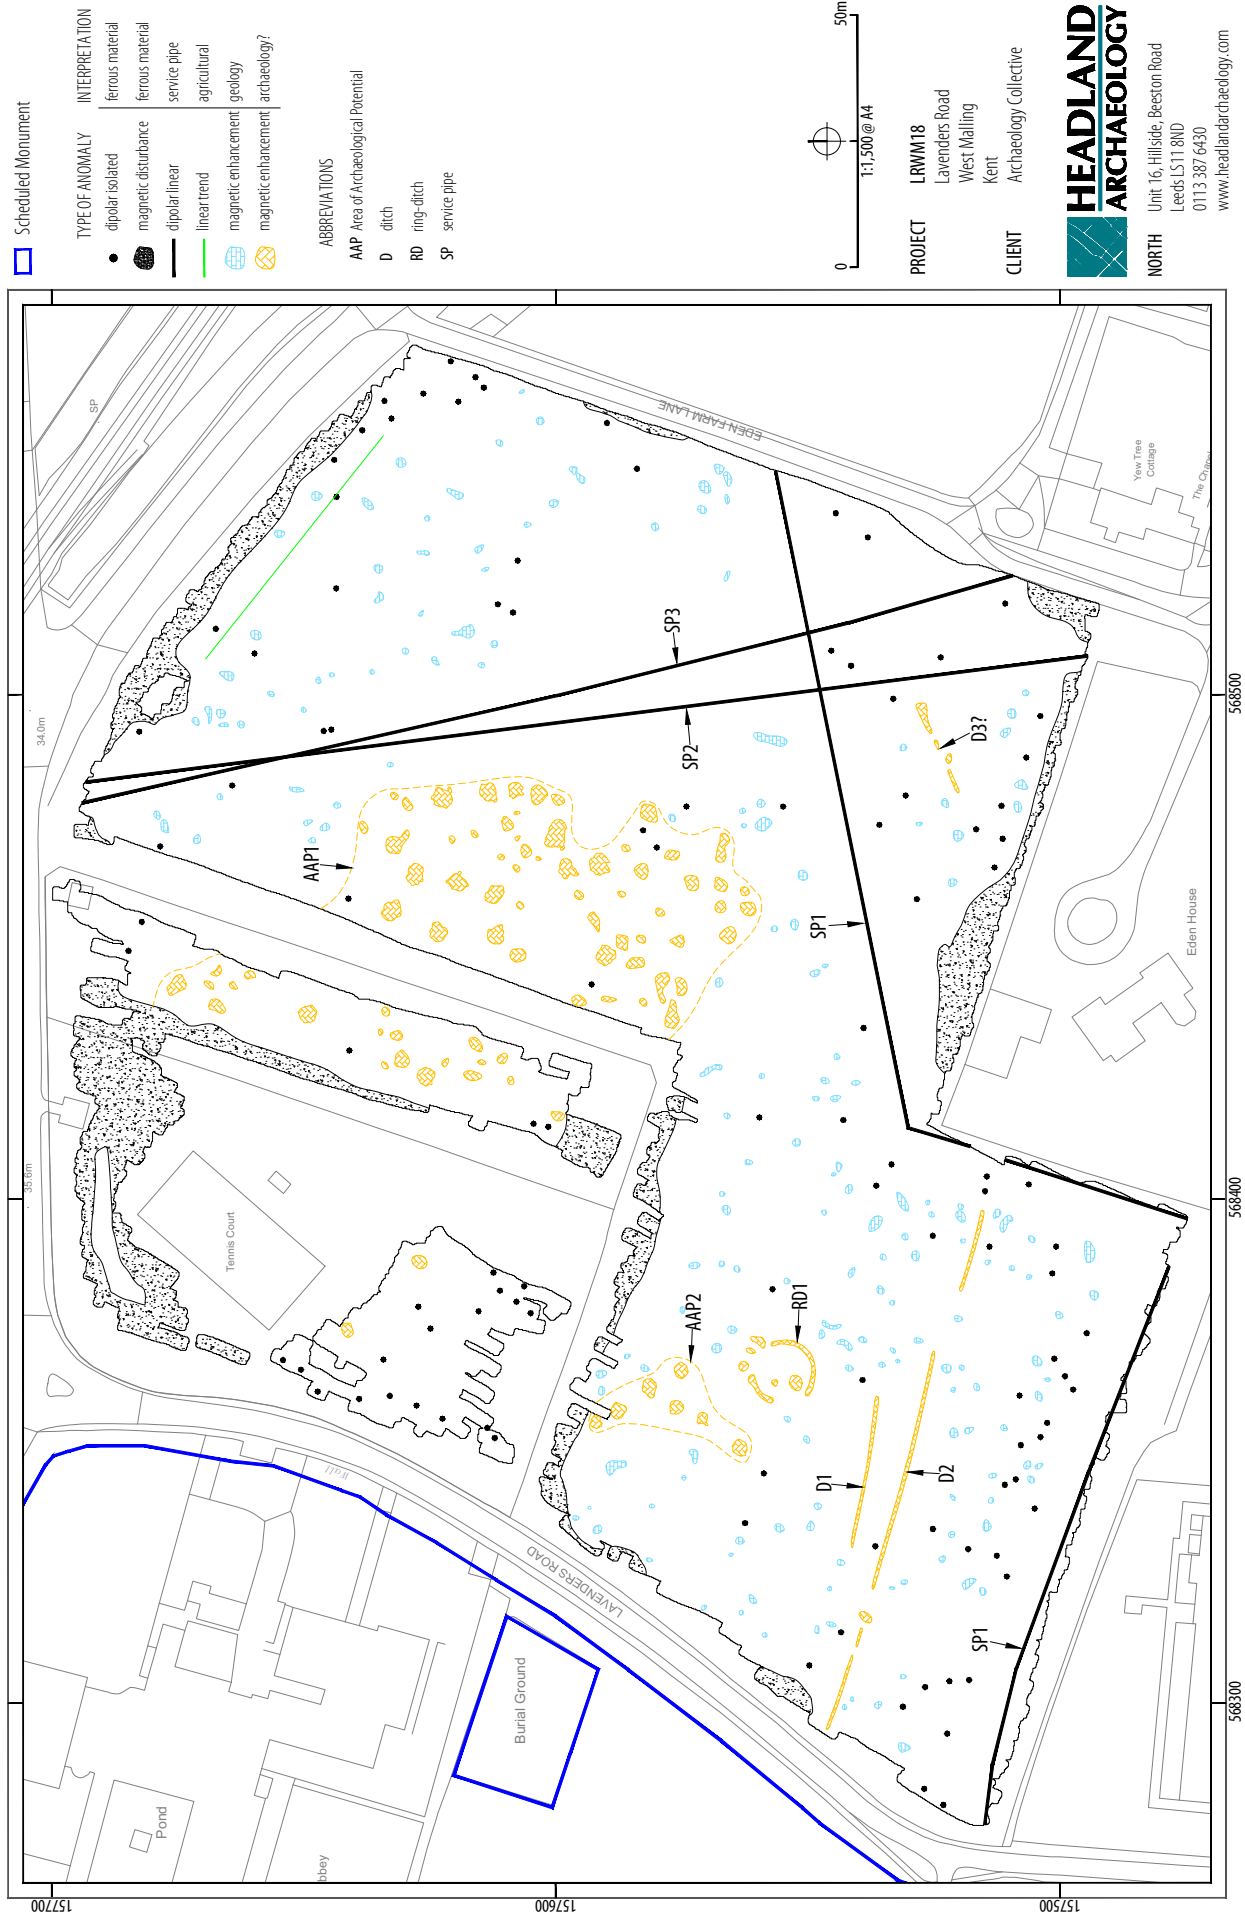 Scheduled Monument
TYPE OF ANOMALY INTERPRETATION
dipolar isolated ferrous material
magnetic disturbance ferrous material
dipolar linear service pipe
linear trend agricultural
magnetic enhancement geology
magnetic enhancement archaeology?
ABBREVIATIONS
AAP Area of Archaeological Potential
D ditch
RD ring-ditch
SP service pipe
0 50m
1:1,500 @ A4
PROJECT LRWM18
Lavenders Road
West Malling
Kent
CLIENT Archaeology Collective
HEADLAND
ARCHAEOLOGY
NORTH Unit 16, Hillside, Beeston Road
Leeds LS11 8ND
0113 387 6430
www.headlandarchaeology.com
SP
34.0m
35.6m
EDEN FARM LANE
Yew Tree
Cottage
The Chapel
SP3
SP2
D3?
AAP1
SP1
Eden House
Tennis Court
RD1
AAP2
D1
D2
Wall
LAVENDERS ROAD
SP1
Burial Ground
Pond
bbey
568500
568400
568300
157700
157600
157500